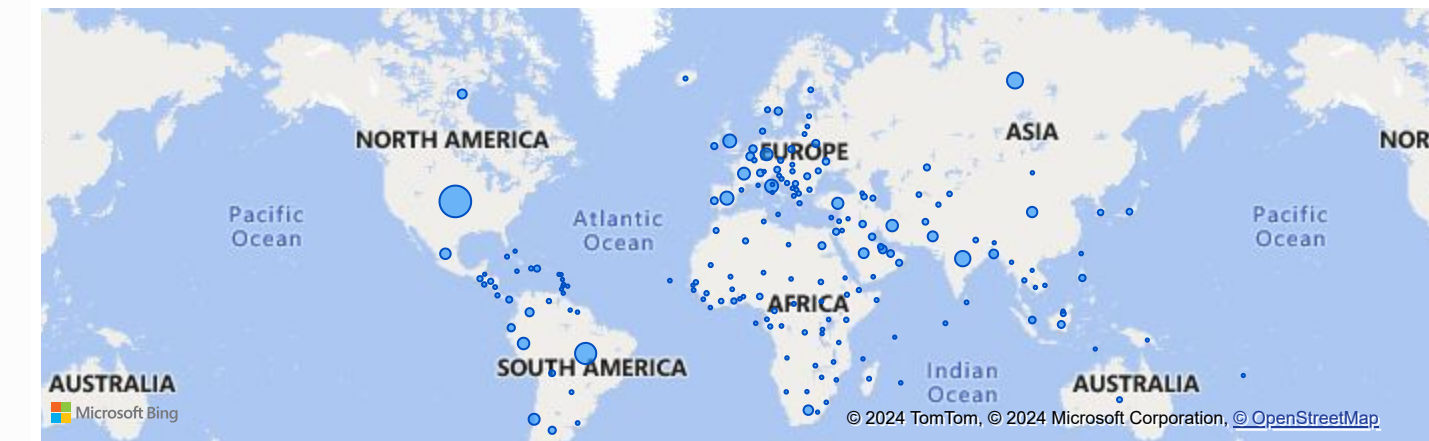 NORTH AMERICA
EUROPE
ASIA
NOR
Pacific
Ocean
Atlantic
Ocean
Pacific
Ocean
AFRICA
SOUTH AMERICA
Indian
Ocean
AUSTRALIA
AUSTRALIA
Microsoft Bing
© 2024 TomTom, © 2024 Microsoft Corporation, © OpenStreetMap